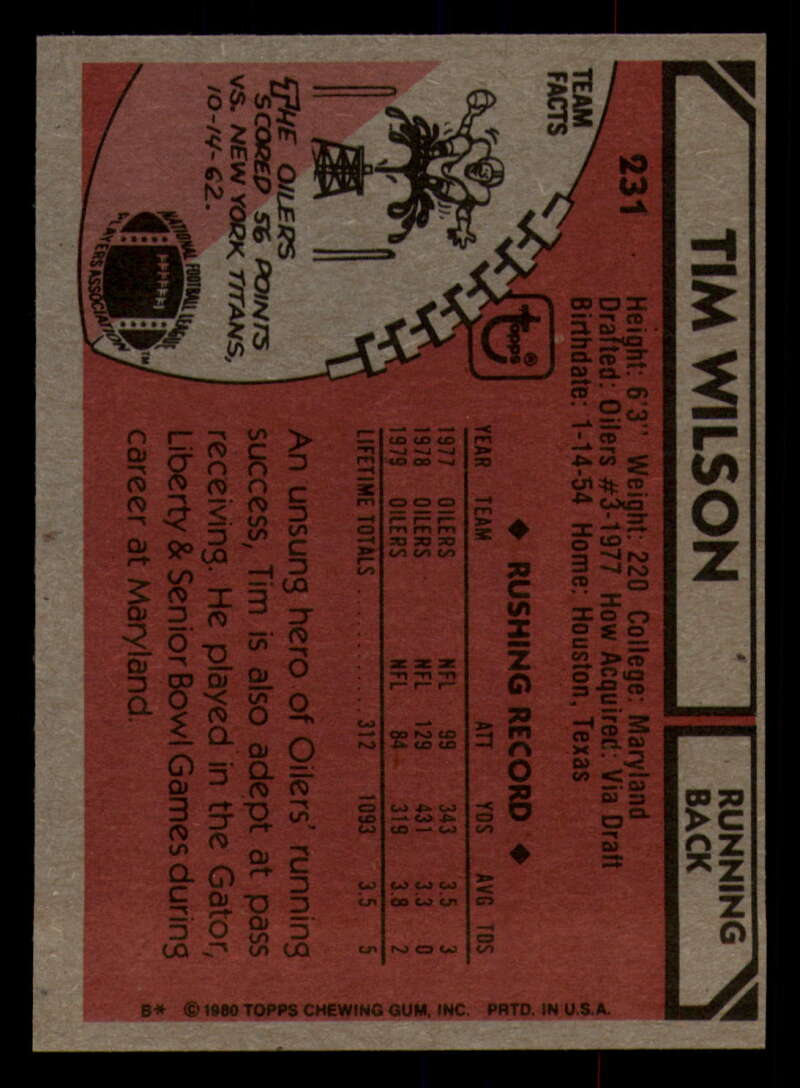 TIM WILSON
RUNNING
BACK
231
Height: 6'3" Weight: 220 College: Maryland
Drafted: Oilers #3-1977 How Acquired: Via Draft
Birthdate: 1-14-54 Home: Houston, Texas
TEAM
FACTS
THE OILERS
SCORED 56 POINTS
VS. NEW YORK TITANS,
10-14-62.
NATIONAL FOOTBALL LEAGUE
PLAYERS ASSOCIATION
TM
Topps®
◆ RUSHING RECORD ◆
YEAR TEAM ATT YDS AVG TDS
1977 OILERS NFL 99 343 3.5 3
1978 OILERS NFL 129 431 3.3 0
1979 OILERS NFL 84 319 3.8 2
LIFETIME TOTALS .......... 312 1093 3.5 5
An unsung hero of Oilers' running
success, Tim is also adept at pass
receiving. He played in the Gator,
Liberty & Senior Bowl Games during
career at Maryland.
B* © 1980 TOPPS CHEWING GUM, INC. PRTD. IN U.S.A.